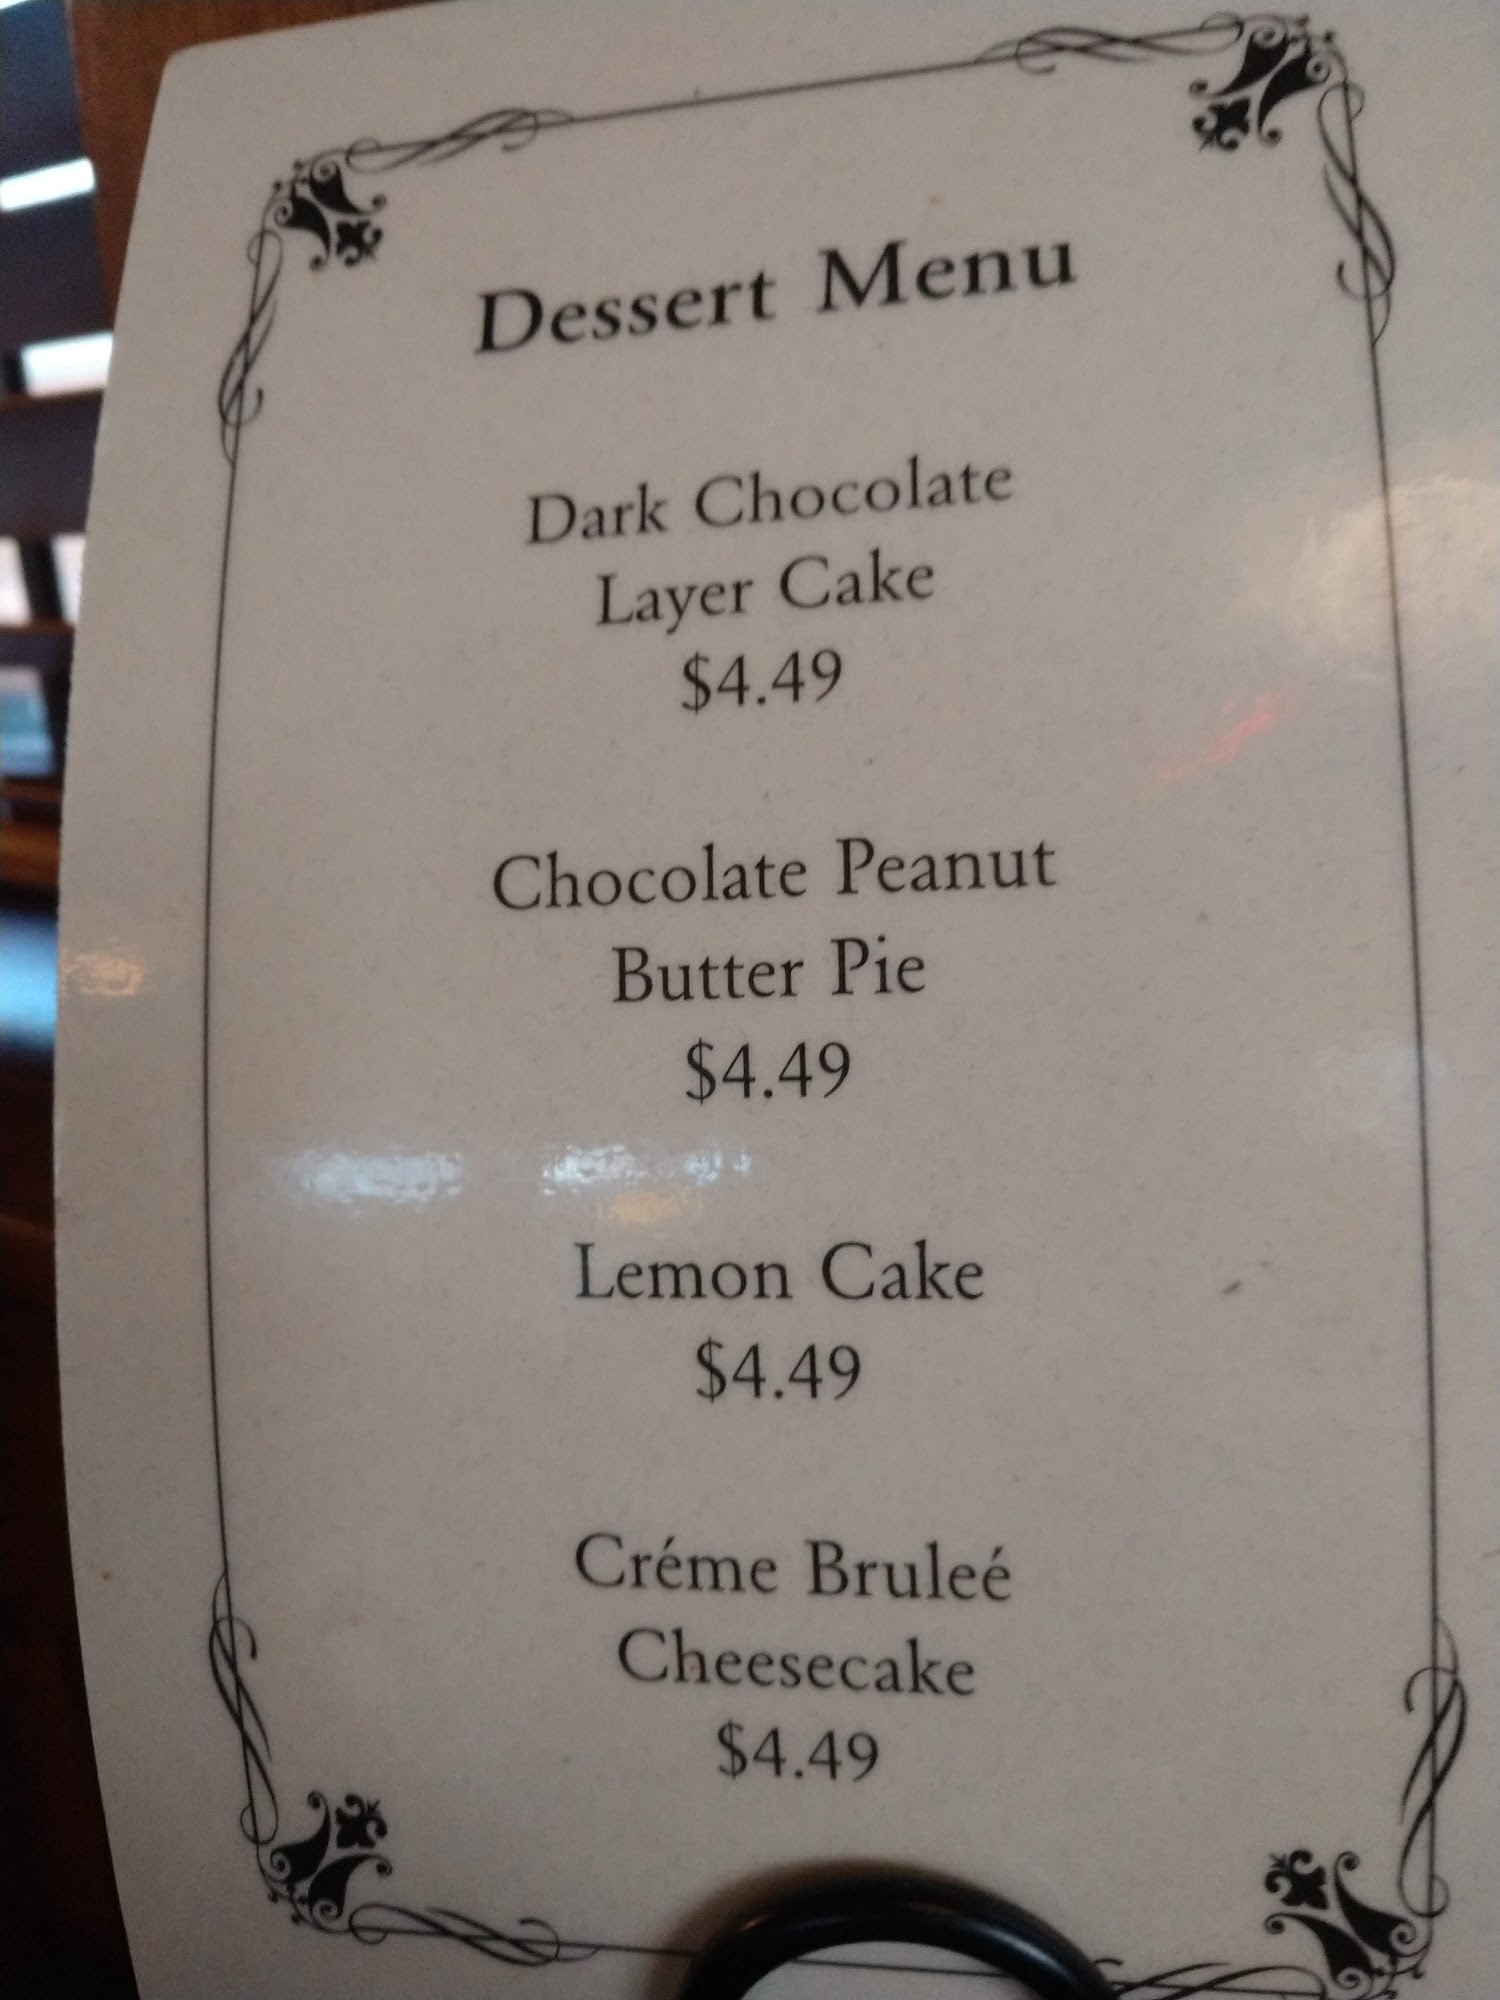 Dessert Menu
Dark Chocolate
Layer Cake
$4.49
Chocolate Peanut
Butter Pie
$4.49
Lemon Cake
$4.49
Créme Bruleé
Cheesecake
$4.49